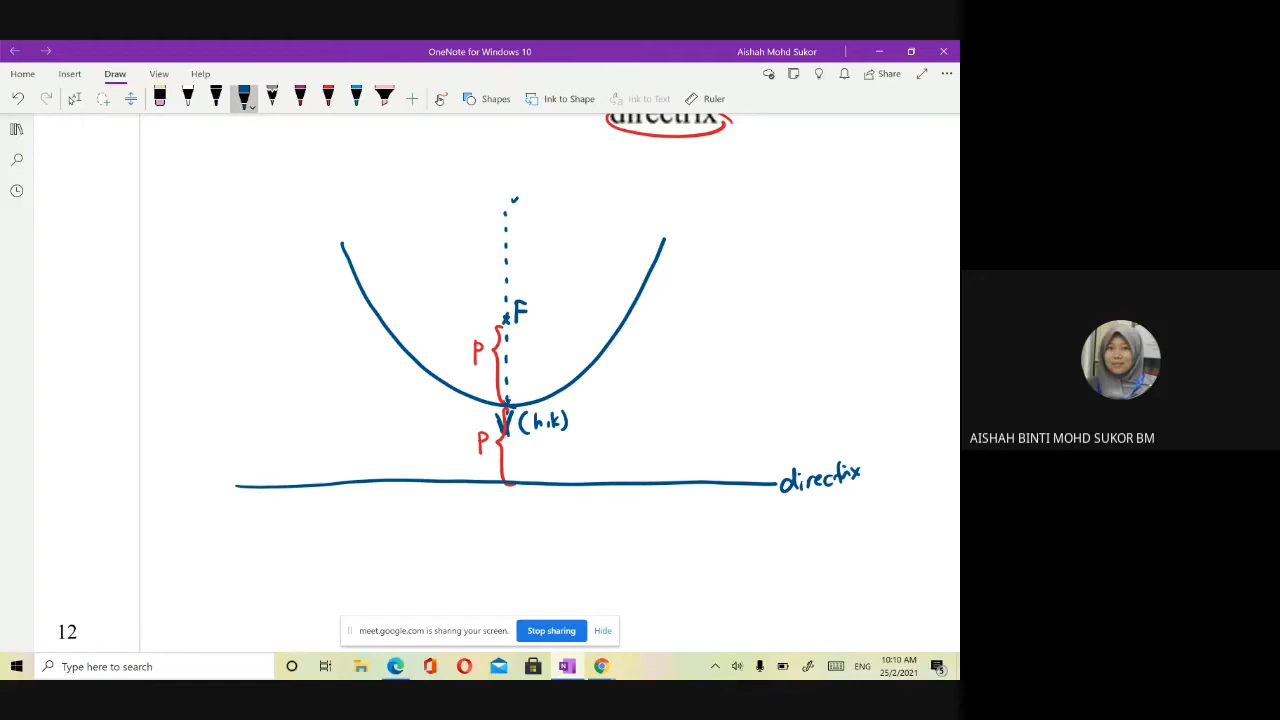 OneNote for Windows 10
Aishah Mohd Sukor
Home Insert Draw View Help
Share
Shapes Ink to Shape Ink to Text Ruler
directrix
F
P
V (h,k)
P
directrix
12
meet.google.com is sharing your screen. Stop sharing Hide
Type here to search
ENG
10:10 AM
25/2/2021
5
AISHAH BINTI MOHD SUKOR BM